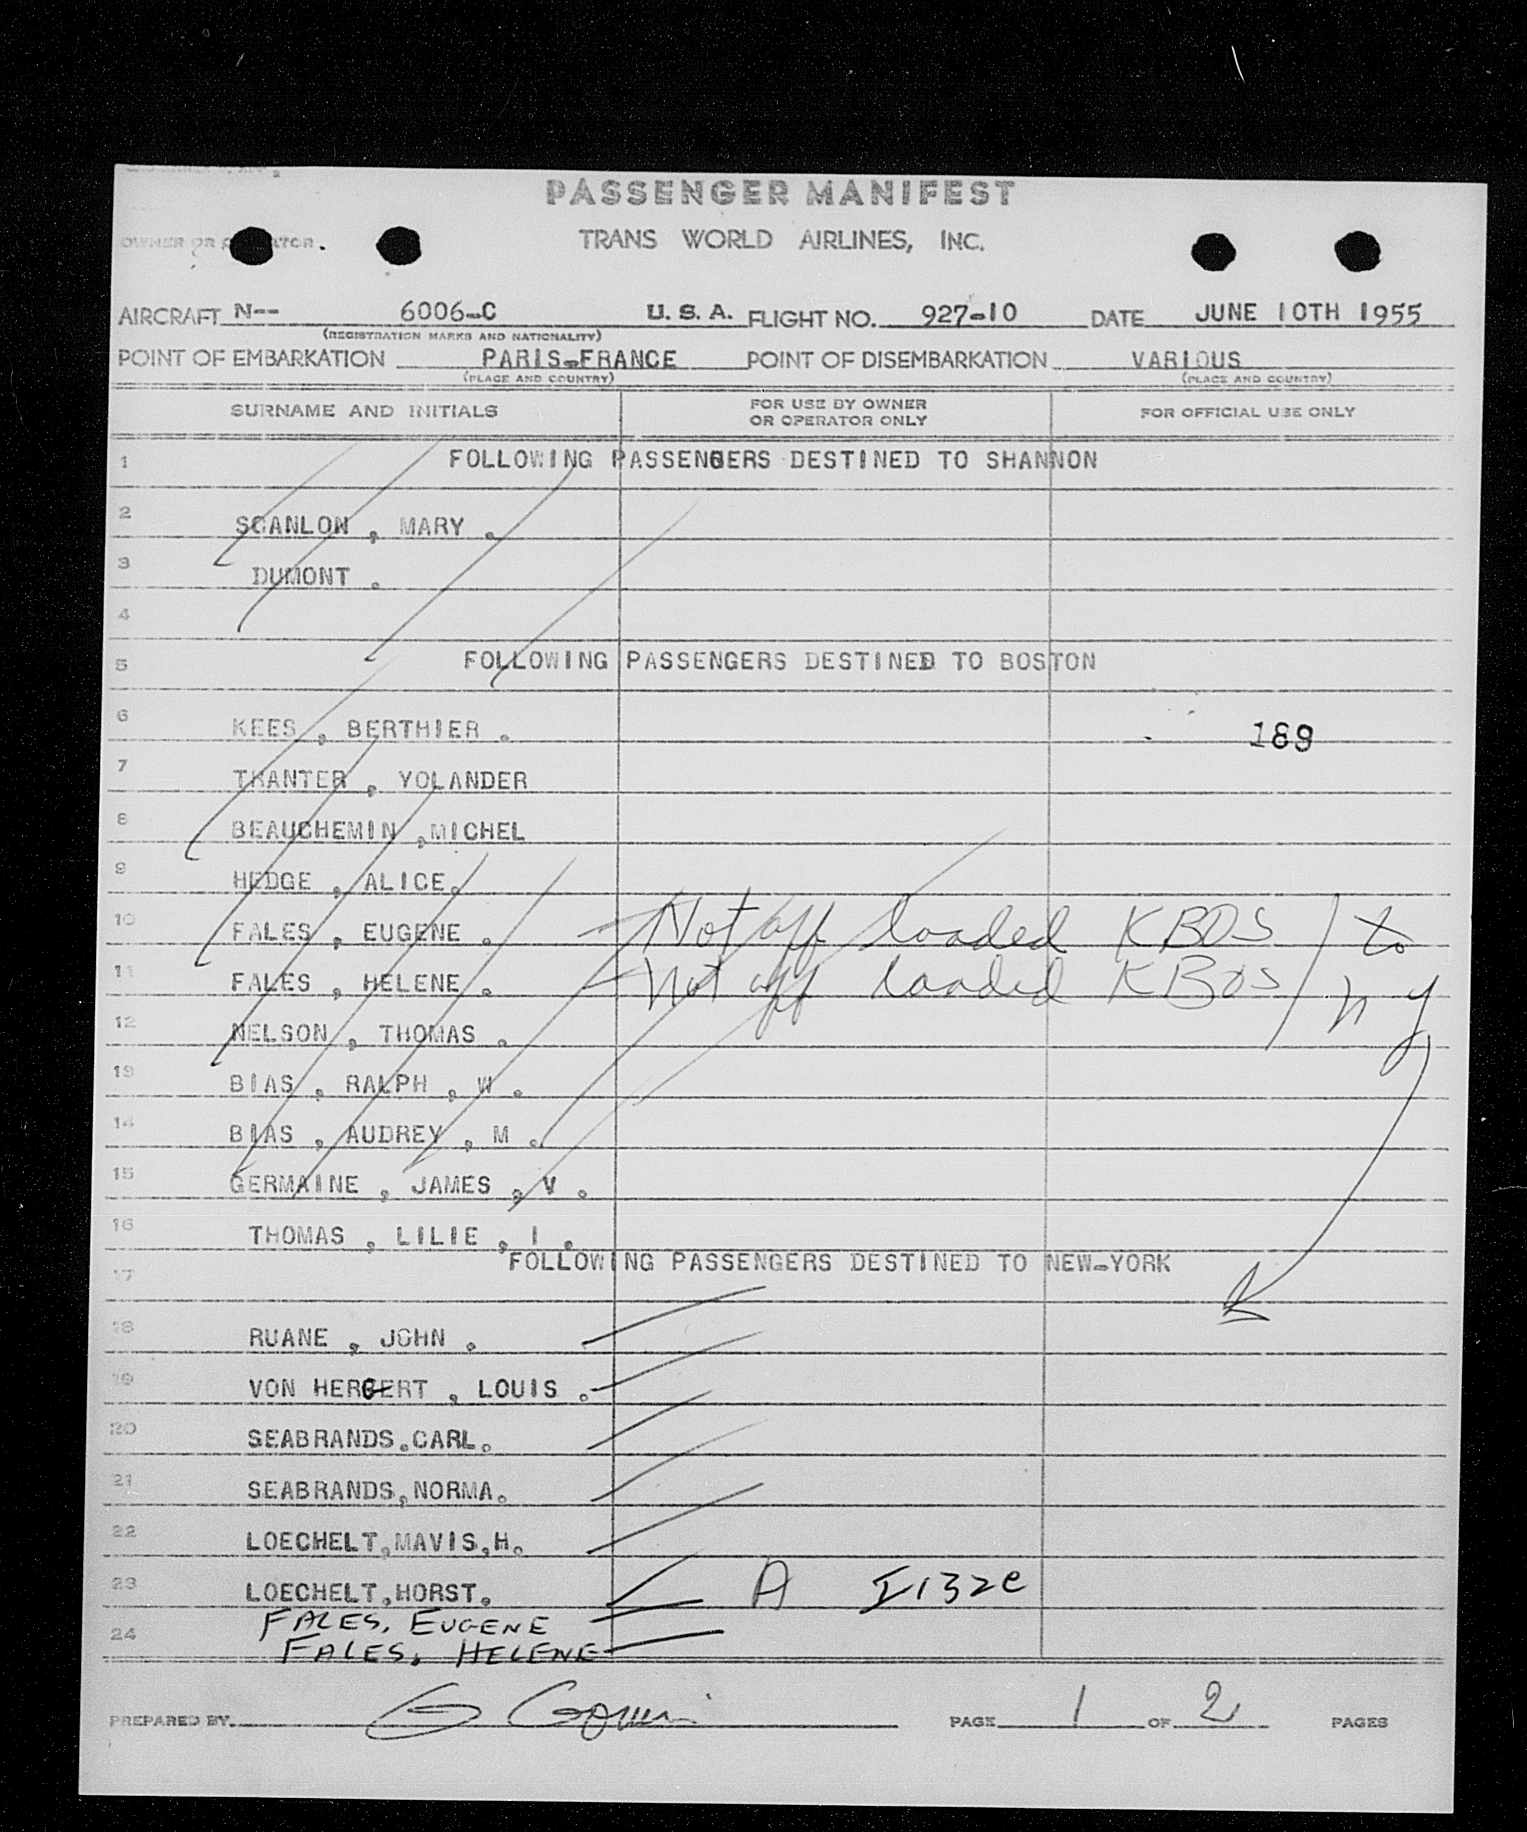 PASSENGER MANIFEST
OWNER OR OPERATOR. TRANS WORLD AIRLINES, INC.
AIRCRAFT N-- 6006-C U.S.A. FLIGHT NO. 927-10 DATE JUNE 10TH 1955
(REGISTRATION MARKS AND NATIONALITY)
POINT OF EMBARKATION PARIS-FRANCE POINT OF DISEMBARKATION VARIOUS
(PLACE AND COUNTRY) (PLACE AND COUNTRY)
SURNAME AND INITIALS FOR USE BY OWNER OR OPERATOR ONLY FOR OFFICIAL USE ONLY
1 FOLLOWING PASSENGERS DESTINED TO SHANNON
2 SCANLON , MARY .
3 DUMONT .
4
5 FOLLOWING PASSENGERS DESTINED TO BOSTON
6 KEES , BERTHIER . 189
7 THANTER , YOLANDER
8 BEAUCHEMIN ,MICHEL
9 HEDGE , ALICE.
10 FALES , EUGENE . Not off loaded KBOS / to
11 FALES , HELENE . Not off loaded KBOS / ny
12 NELSON , THOMAS .
13 BIAS , RALPH , W .
14 BIAS , AUDREY , M .
15 GERMAINE , JAMES , V .
16 THOMAS , LILIE , I .
17 FOLLOWING PASSENGERS DESTINED TO NEW-YORK
18 RUANE , JOHN .
19 VON HERGERT , LOUIS .
20 SEABRANDS.CARL.
21 SEABRANDS,NORMA.
22 LOECHELT,MAVIS,H.
23 LOECHELT,HORST. A I132e
FALES, EUGENE
24 FALES, HELENE
PREPARED BY. PAGE 1 OF 2 PAGES